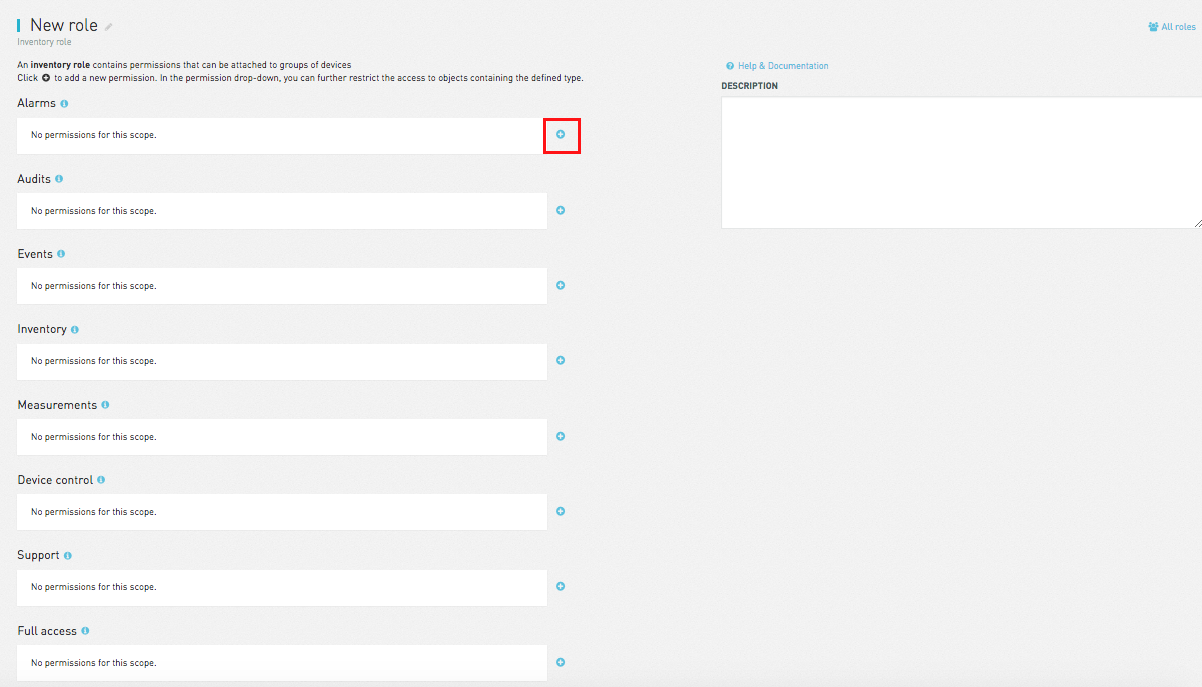 New role
All roles
Inventory role
An inventory role contains permissions that can be attached to groups of devices
Click to add a new permission. In the permission drop-down, you can further restrict the access to objects containing the defined type.
Help & Documentation
DESCRIPTION
Alarms
No permissions for this scope.
Audits
No permissions for this scope.
Events
No permissions for this scope.
Inventory
No permissions for this scope.
Measurements
No permissions for this scope.
Device control
No permissions for this scope.
Support
No permissions for this scope.
Full access
No permissions for this scope.